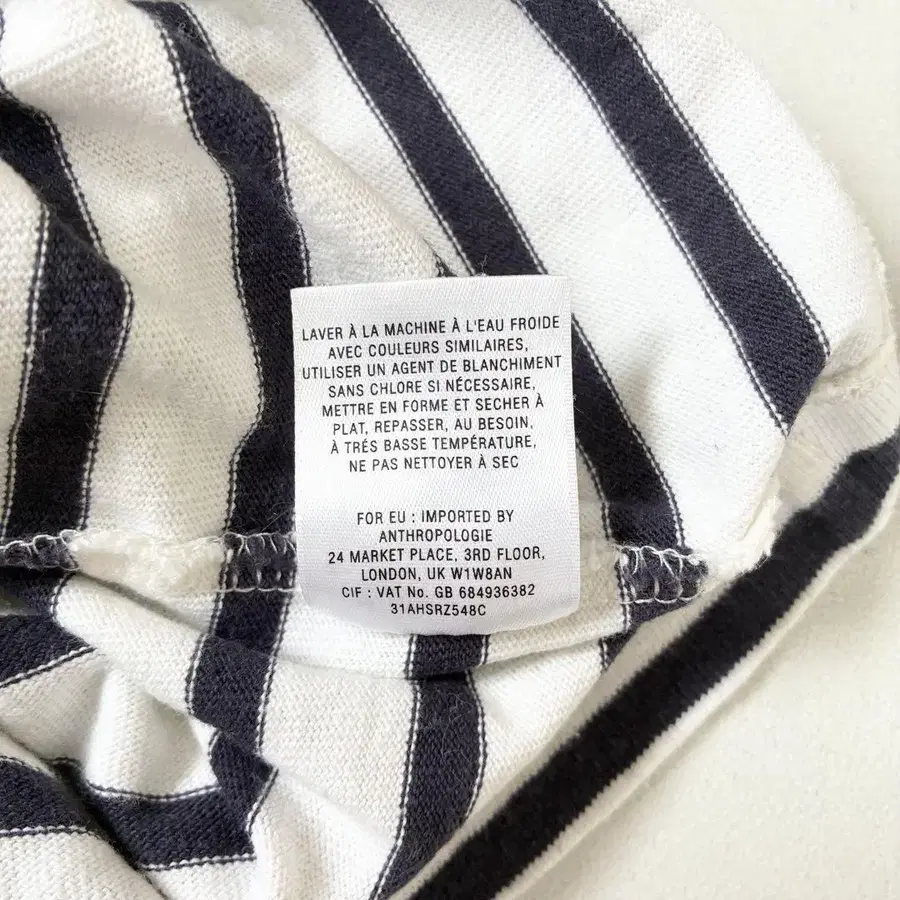 LAVER À LA MACHINE À L'EAU FROIDE
AVEC COULEURS SIMILAIRES,
UTILISER UN AGENT DE BLANCHIMENT
SANS CHLORE SI NÉCESSAIRE,
METTRE EN FORME ET SECHER À
PLAT, REPASSER, AU BESOIN,
À TRÉS BASSE TEMPÉRATURE,
NE PAS NETTOYER À SEC
FOR EU : IMPORTED BY
ANTHROPOLOGIE
24 MARKET PLACE, 3RD FLOOR,
LONDON, UK W1W8AN
CIF : VAT No. GB 684936382
31AHSRZ548C